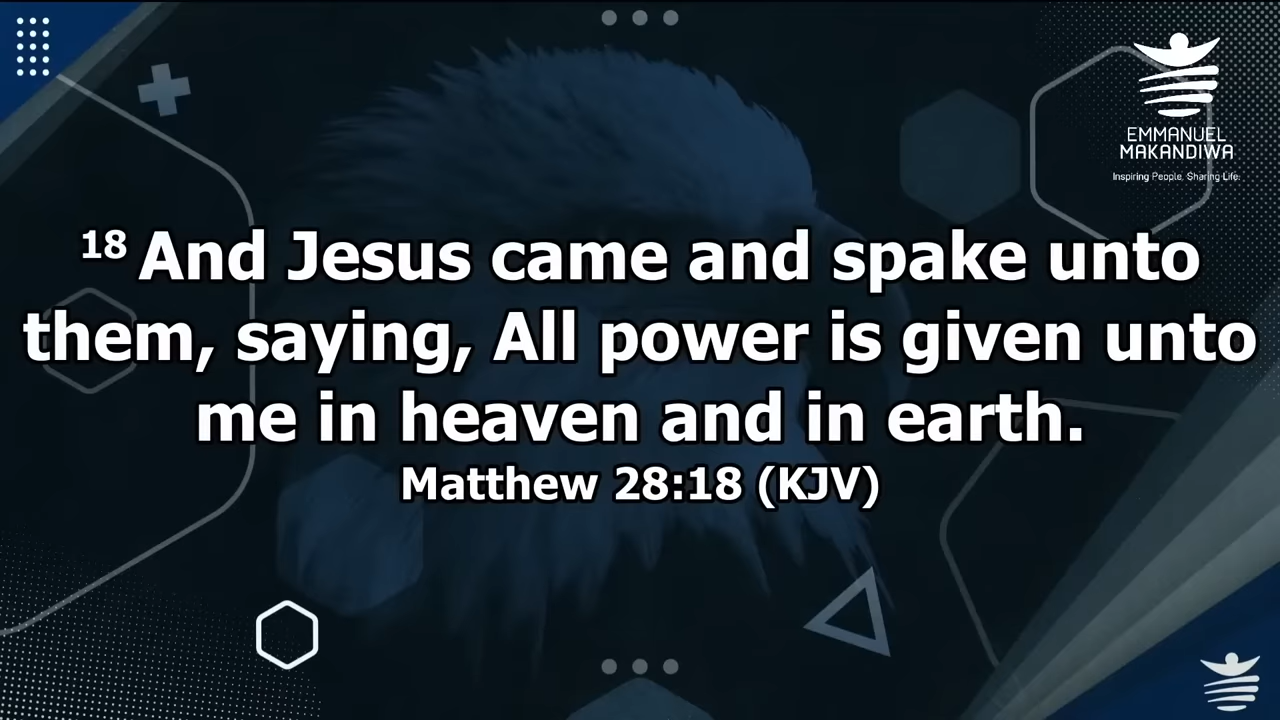 EMMANUEL
MAKANDIWA
Inspiring People. Sharing Life.
18 And Jesus came and spake unto
them, saying, All power is given unto
me in heaven and in earth.
Matthew 28:18 (KJV)